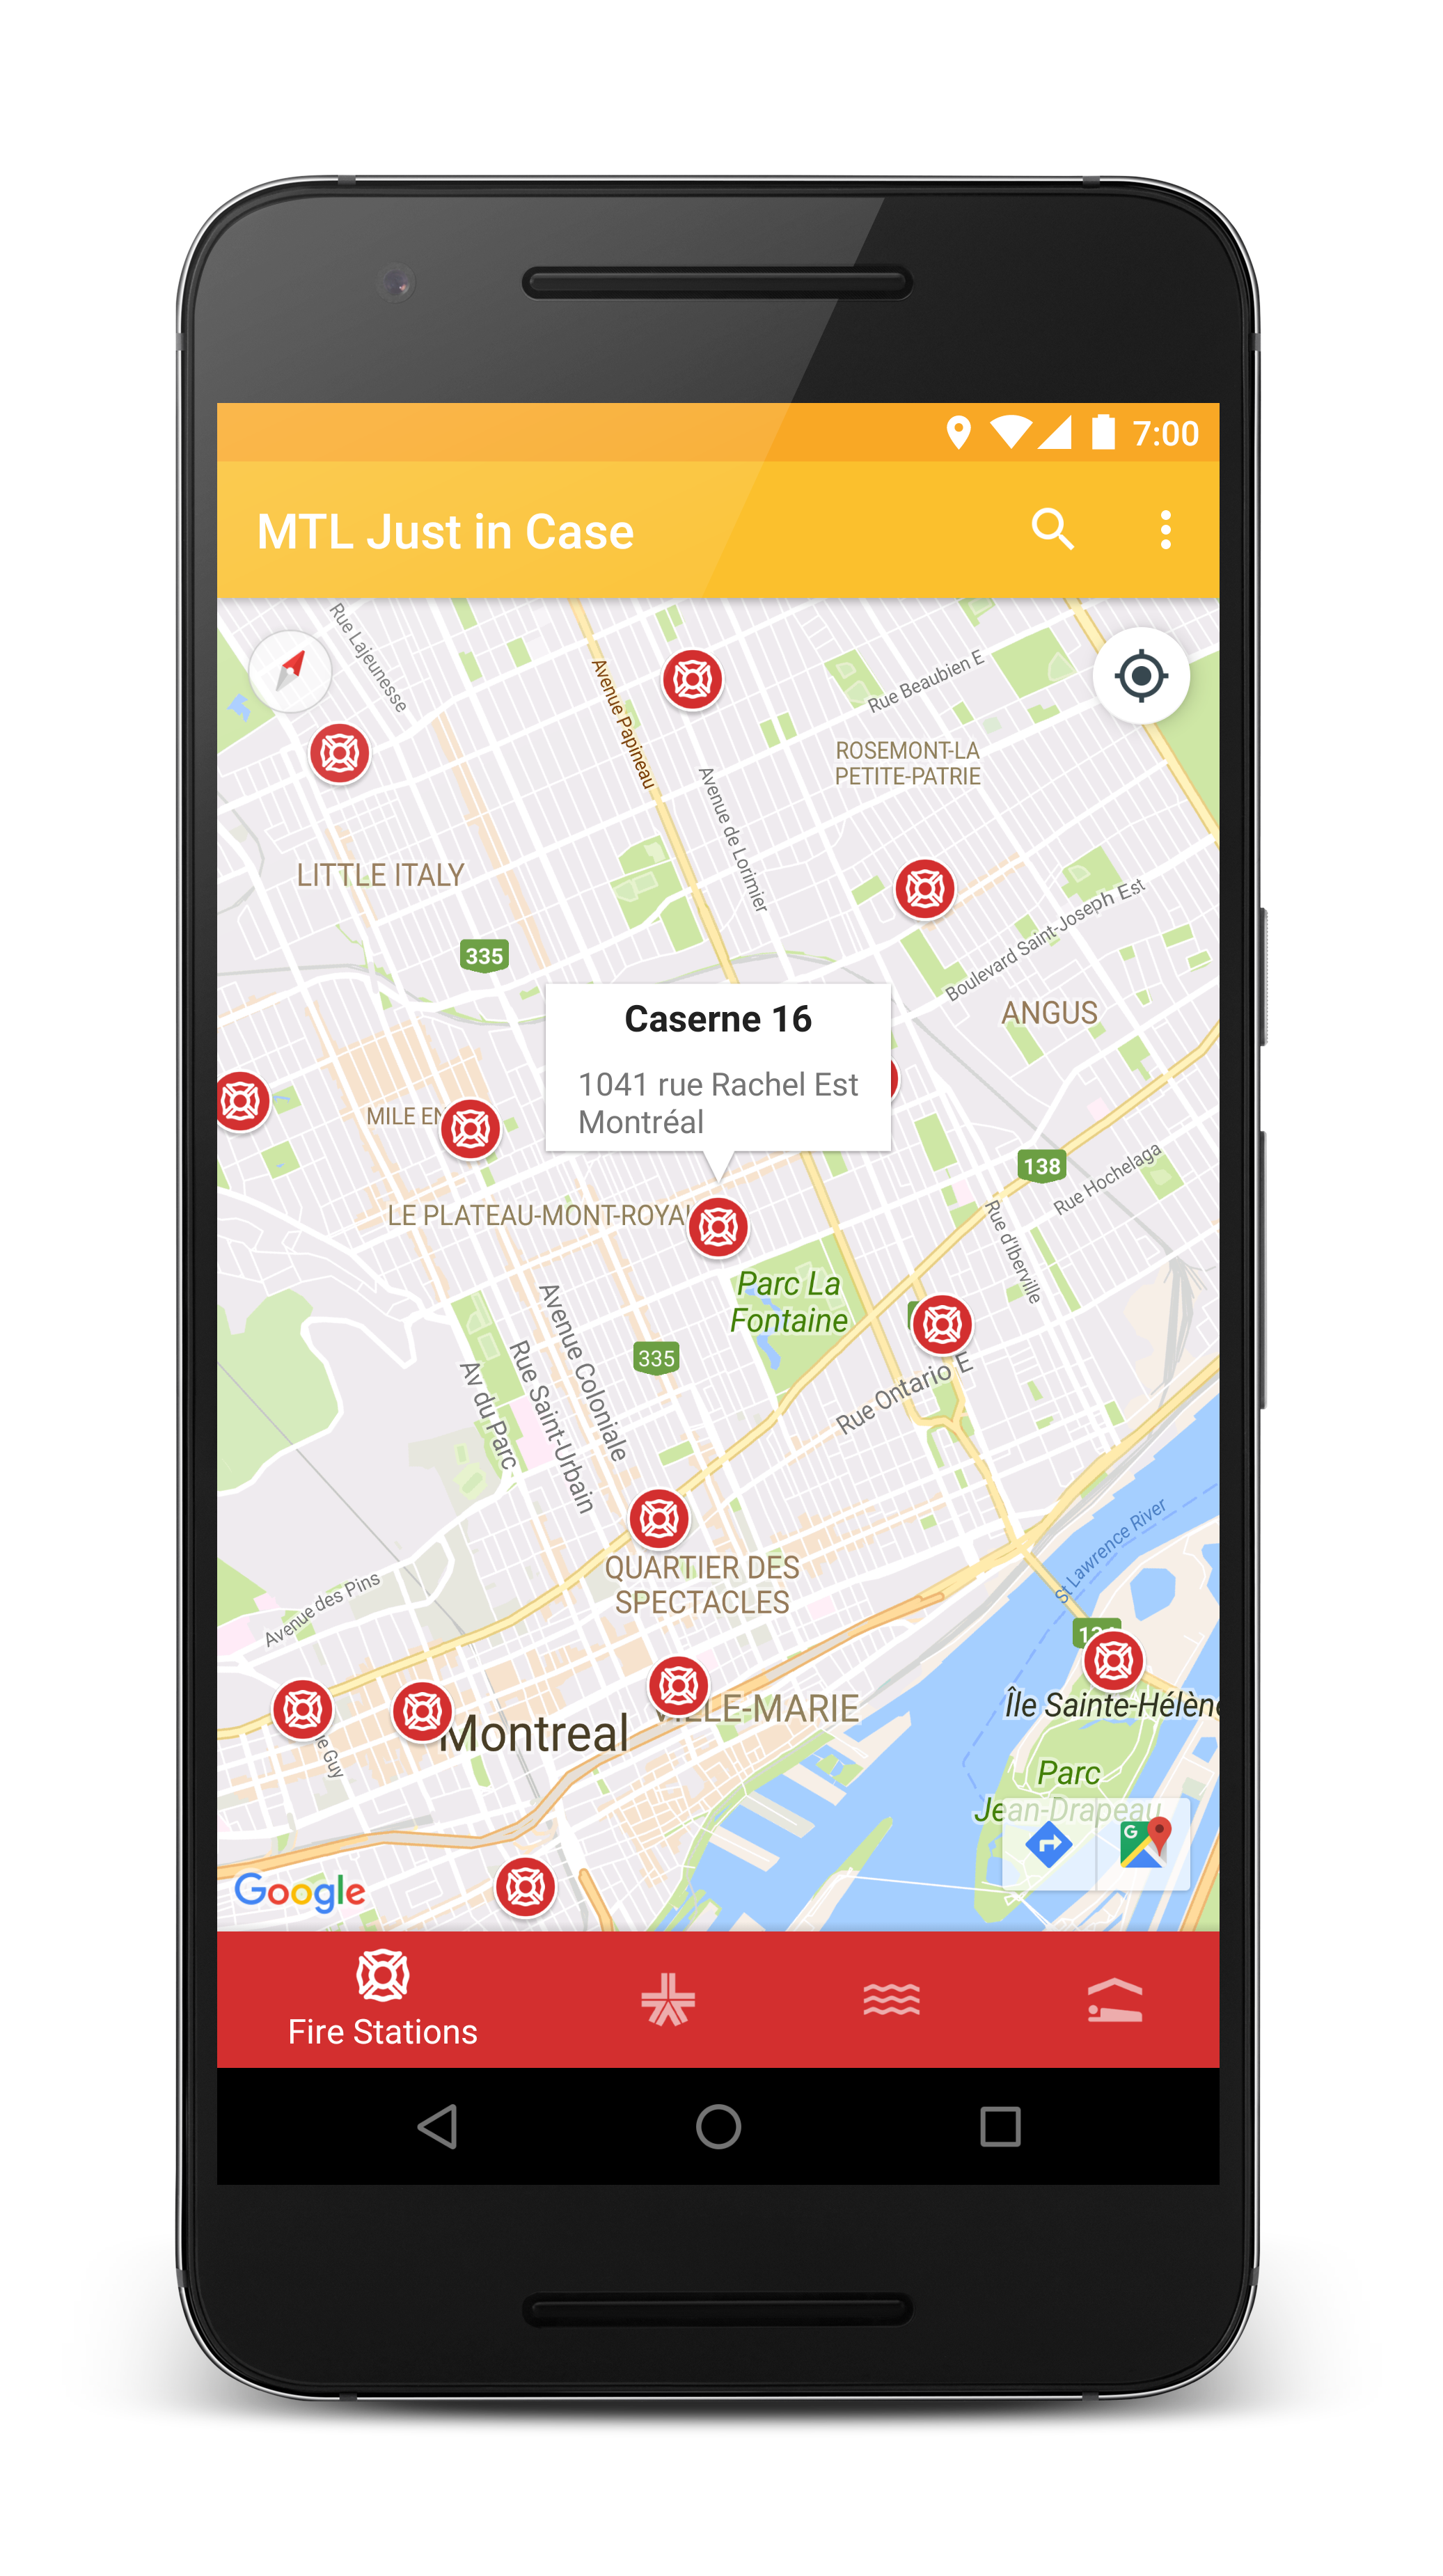 7:00
MTL Just in Case
Rue Lajeunesse
Avenue Papineau
Rue Beaubien E
ROSEMONT-LA
PETITE-PATRIE
Avenue de Lorimier
LITTLE ITALY
Boulevard Saint-Joseph Est
335
ANGUS
Caserne 16
1041 rue Rachel Est
Montréal
MILE EN
138
Rue Hochelaga
LE PLATEAU-MONT-ROYA
Rue d'Iberville
Parc La
Fontaine
Avenue Coloniale
Rue Saint-Urbain
Av du Parc
335
Rue Ontario E
St Lawrence River
QUARTIER DES
SPECTACLES
Avenue des Pins
Île Sainte-Hélène
LE-MARIE
Montreal
Guy
Parc
Jean-Drapeau
G
Google
Fire Stations